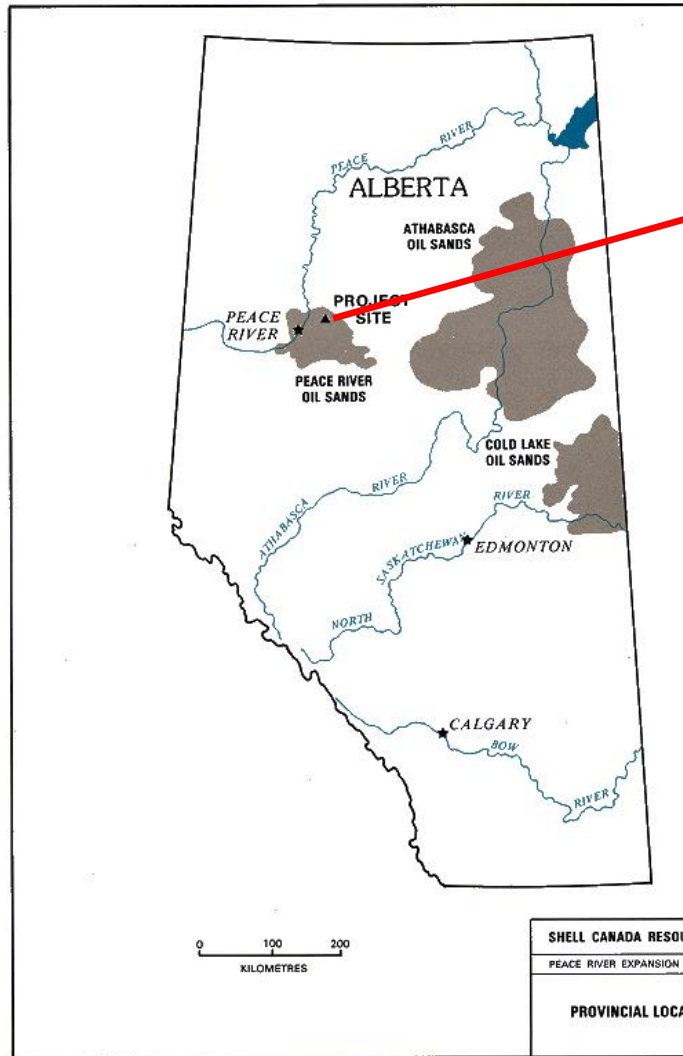 PEACE
RIVER
ALBERTA
ATHABASCA
OIL SANDS
PROJECT
SITE
PEACE
RIVER
PEACE RIVER
OIL SANDS
COLD LAKE
OIL SANDS
ATHABASCA
RIVER
RIVER
SASKATCHEWAN
EDMONTON
NORTH
CALGARY
BOW
RIVER
0 100 200
KILOMETRES
SHELL CANADA RESOU
PEACE RIVER EXPANSION
PROVINCIAL LOCA